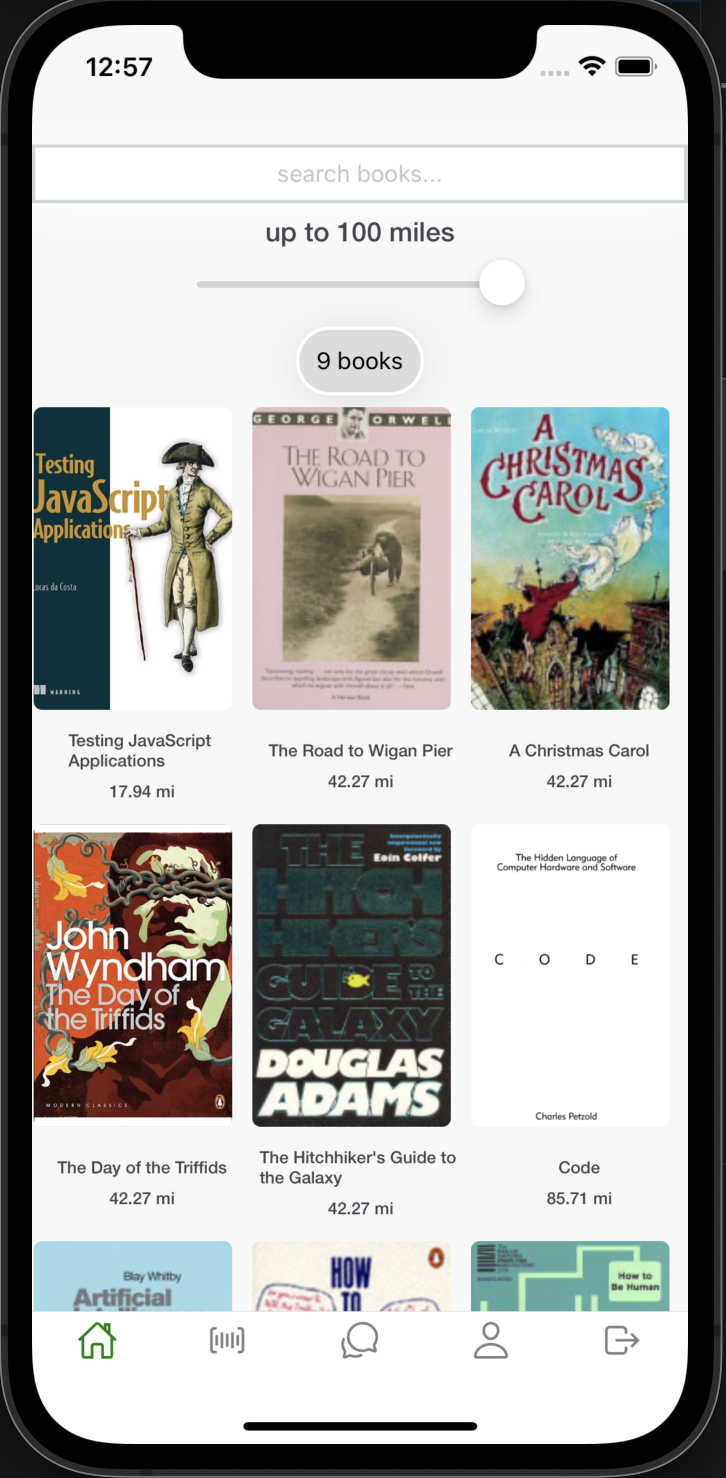 12:57
search books...
up to 100 miles
9 books
Testing
JavaScript
Applications
Lucas da Costa
MANNING
GEORGE ORWELL
THE ROAD TO
WIGAN PIER
A Harvest Book
A
CHRISTMAS
CAROL
Testing JavaScript
Applications
17.94 mi
The Road to Wigan Pier
42.27 mi
A Christmas Carol
42.27 mi
John
Wyndham
The Day of
the Triffids
MODERN CLASSICS
Eoin Colfer
THE
HITCH
HIKER'S
GUIDE TO
THE
GALAXY
DOUGLAS
ADAMS
The Hidden Language of
Computer Hardware and Software
C O D E
Charles Petzold
The Day of the Triffids
42.27 mi
The Hitchhiker's Guide to
the Galaxy
42.27 mi
Code
85.71 mi
Blay Whitby
Artificial
HOW
TO
How to
Be Human